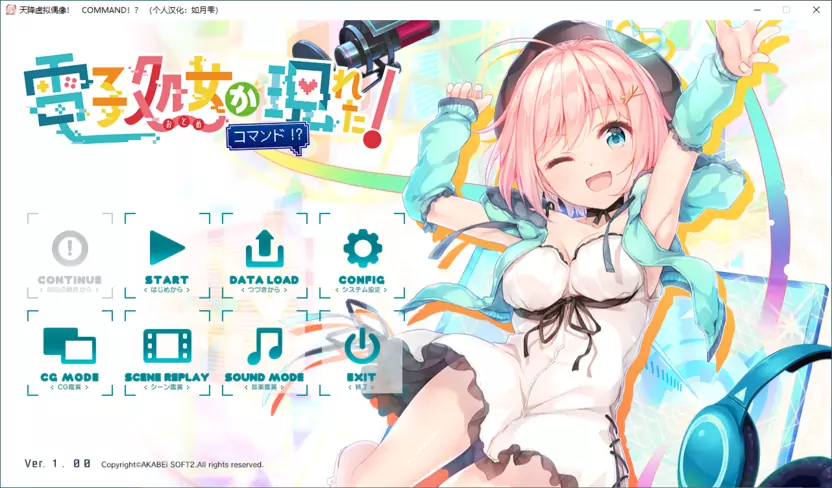 天降虚拟偶像! COMMAND!? (个人汉化:如月雫)
電子処女が現れた!
おとめ
コマンド!?
CONTINUE
START
< はじめから >
DATA LOAD
< つづきから >
CONFIG
< システム設定 >
CG MODE
< CG鑑賞 >
SCENE REPLAY
< シーン鑑賞 >
SOUND MODE
< 音楽鑑賞 >
EXIT
< 終了 >
Ver. 1. 00 Copyright©AKABEi SOFT2.All rights reserved.